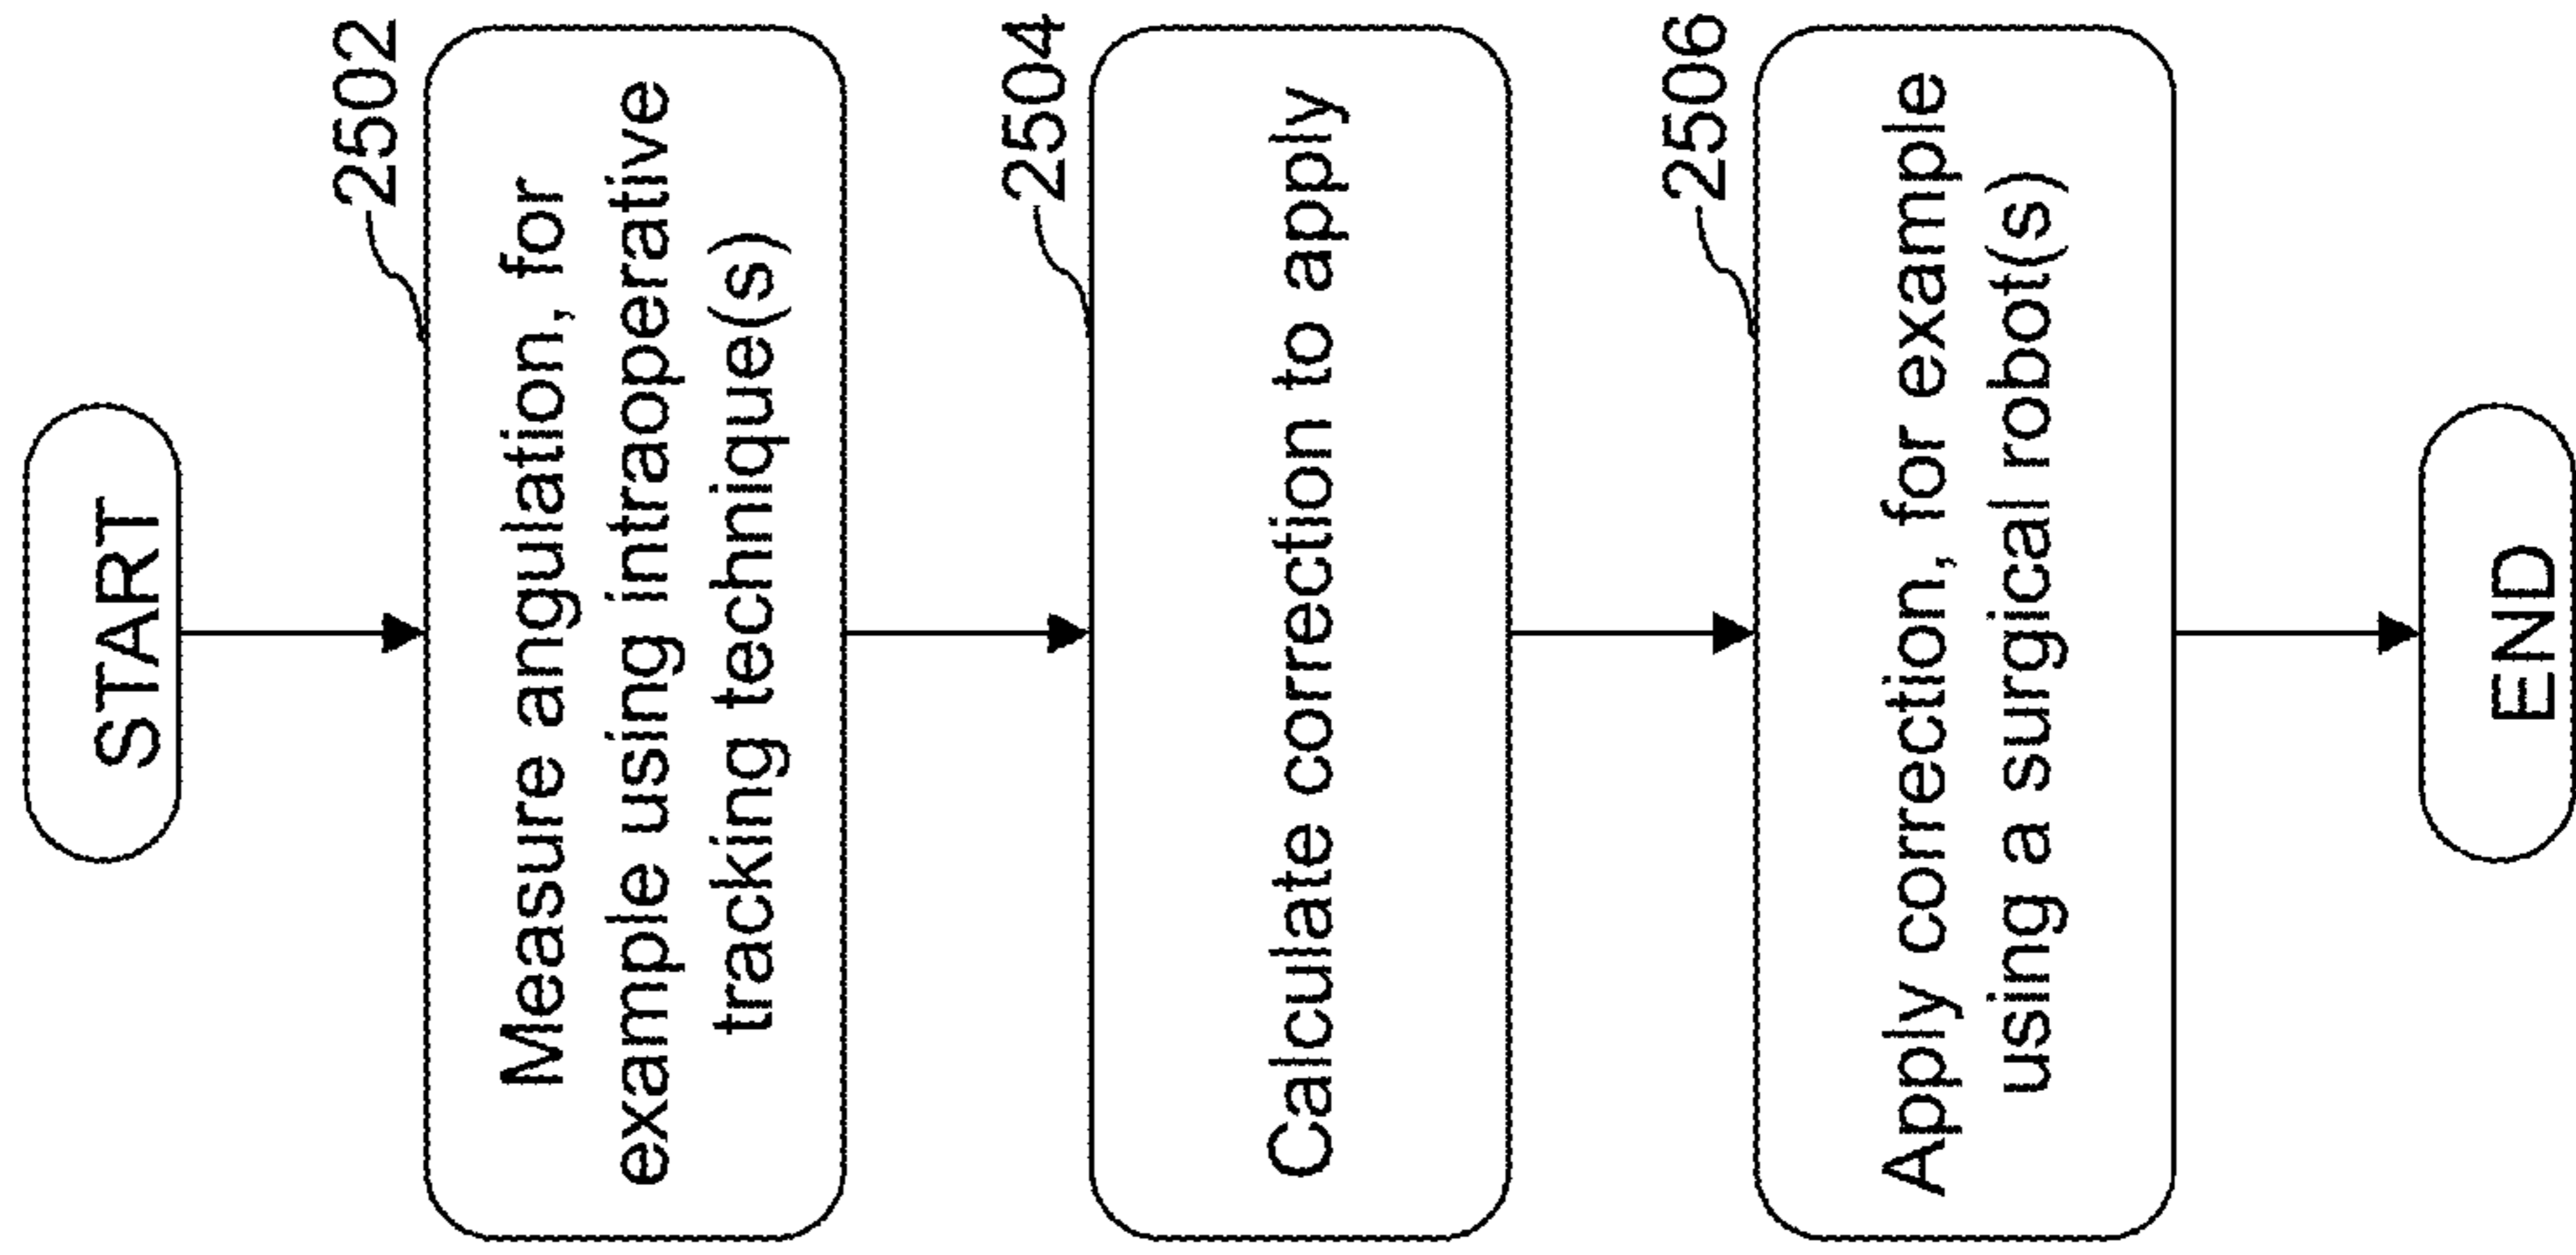 START
2502
Measure angulation, for
example using intraoperative
tracking technique(s)
2504
Calculate correction to apply
2506
Apply correction, for example
using a surgical robot(s)
END